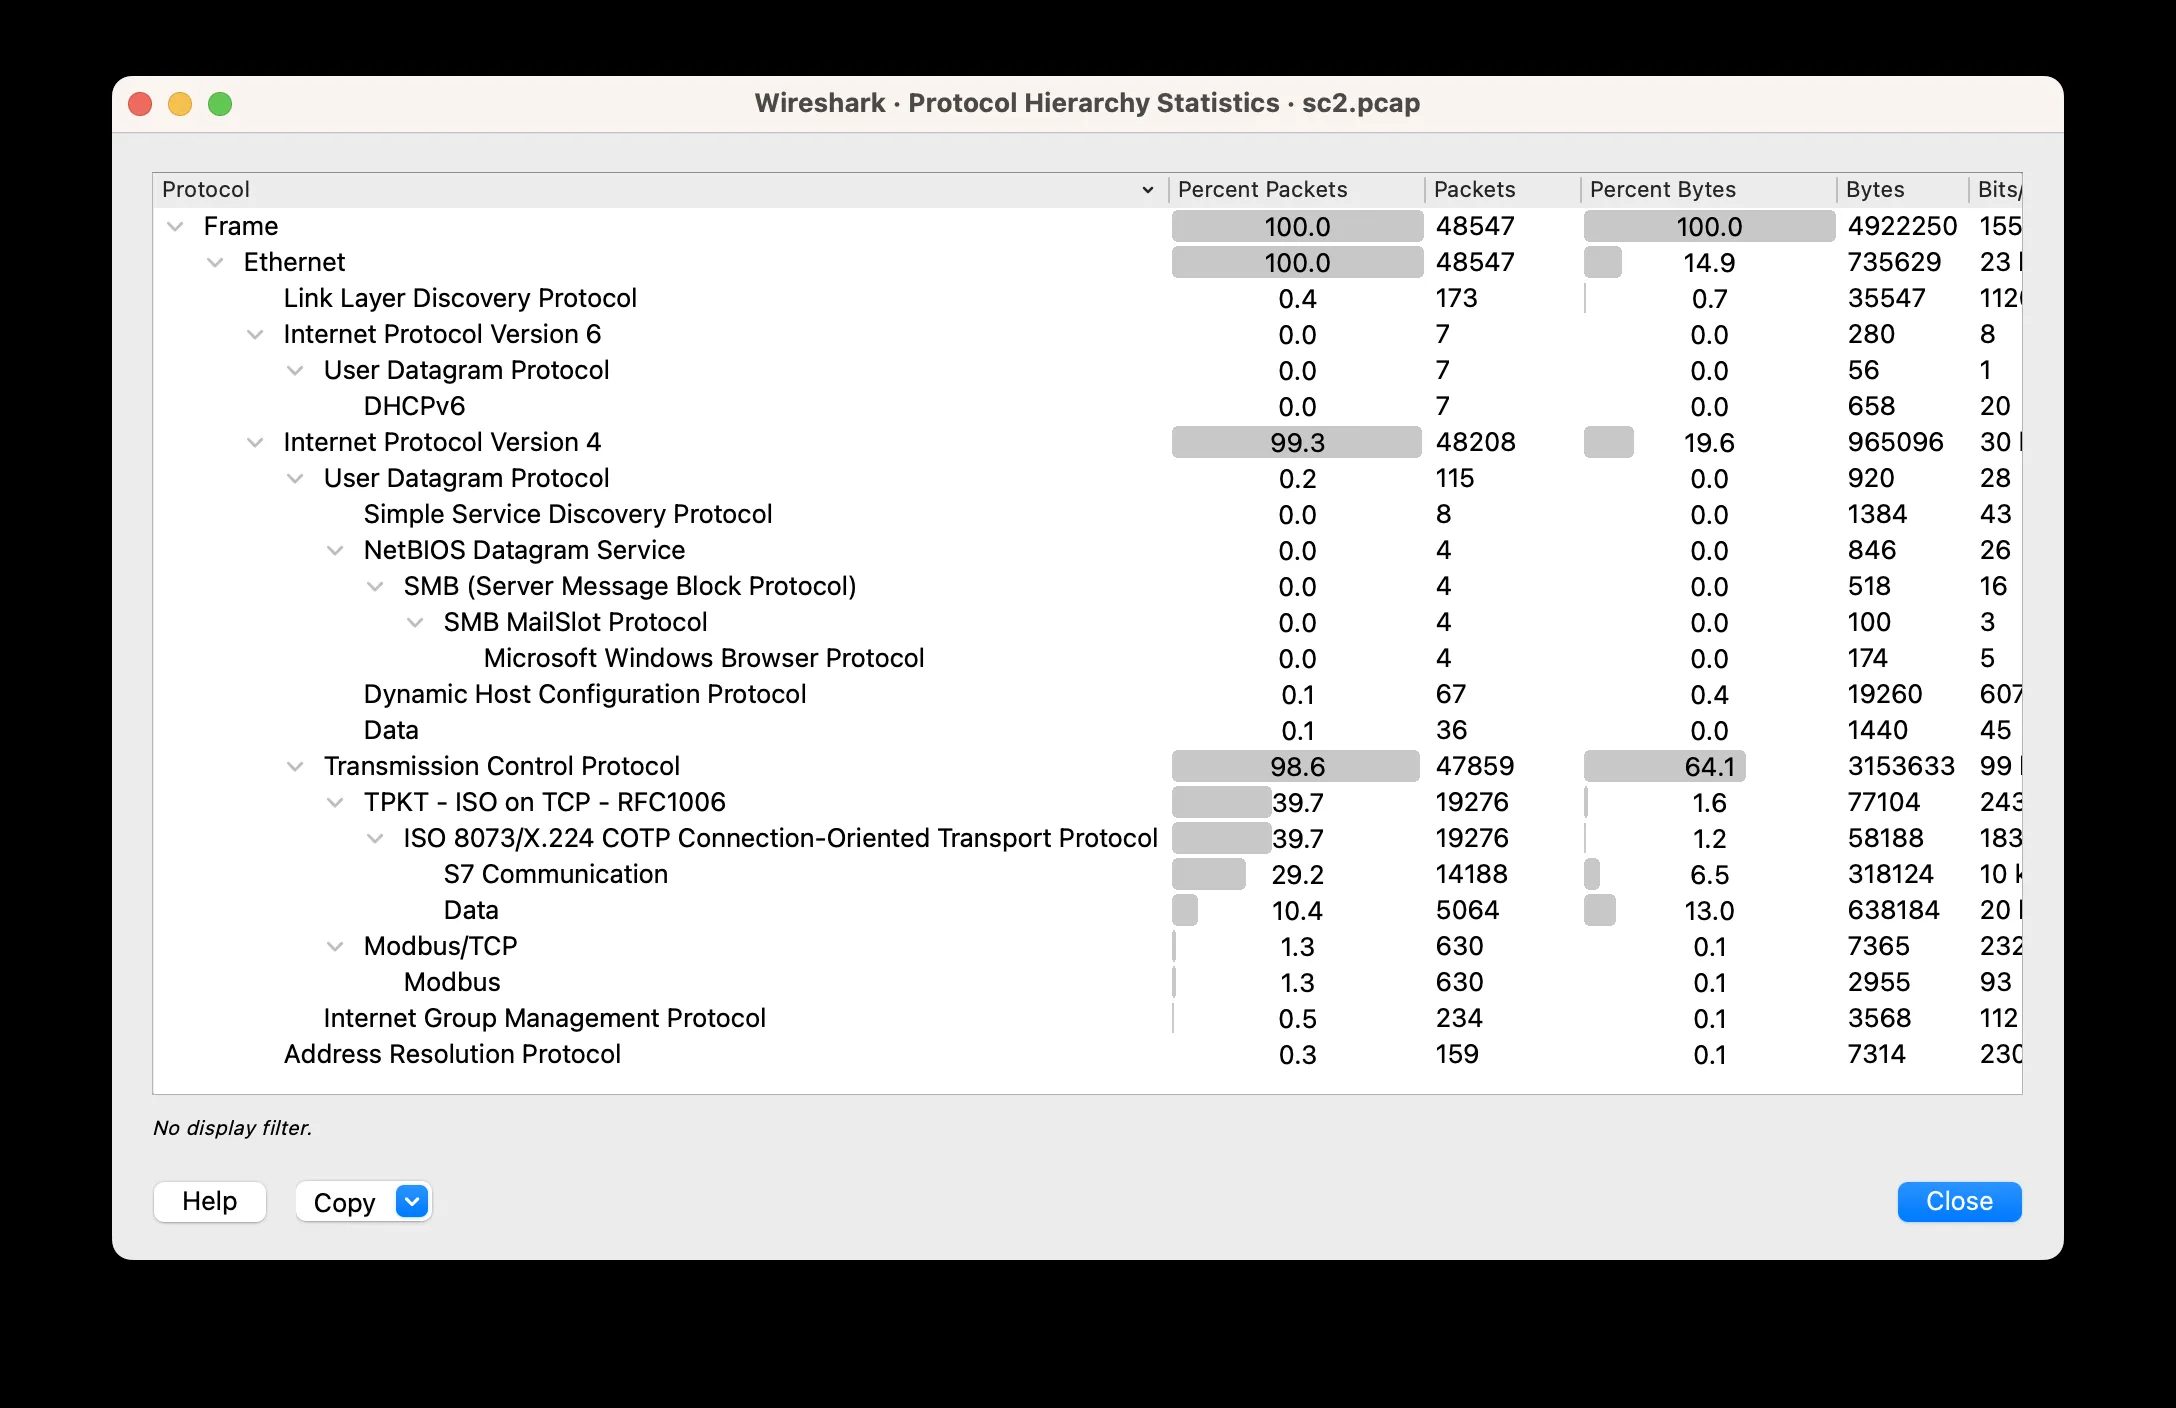 Wireshark · Protocol Hierarchy Statistics · sc2.pcap
Protocol Percent Packets Packets Percent Bytes Bytes Bits/
Frame 100.0 48547 100.0 4922250 155
Ethernet 100.0 48547 14.9 735629 23
Link Layer Discovery Protocol 0.4 173 0.7 35547 112
Internet Protocol Version 6 0.0 7 0.0 280 8
User Datagram Protocol 0.0 7 0.0 56 1
DHCPv6 0.0 7 0.0 658 20
Internet Protocol Version 4 99.3 48208 19.6 965096 30
User Datagram Protocol 0.2 115 0.0 920 28
Simple Service Discovery Protocol 0.0 8 0.0 1384 43
NetBIOS Datagram Service 0.0 4 0.0 846 26
SMB (Server Message Block Protocol) 0.0 4 0.0 518 16
SMB MailSlot Protocol 0.0 4 0.0 100 3
Microsoft Windows Browser Protocol 0.0 4 0.0 174 5
Dynamic Host Configuration Protocol 0.1 67 0.4 19260 607
Data 0.1 36 0.0 1440 45
Transmission Control Protocol 98.6 47859 64.1 3153633 99
TPKT - ISO on TCP - RFC1006 39.7 19276 1.6 77104 243
ISO 8073/X.224 COTP Connection-Oriented Transport Protocol 39.7 19276 1.2 58188 183
S7 Communication 29.2 14188 6.5 318124 10 k
Data 10.4 5064 13.0 638184 20
Modbus/TCP 1.3 630 0.1 7365 232
Modbus 1.3 630 0.1 2955 93
Internet Group Management Protocol 0.5 234 0.1 3568 112
Address Resolution Protocol 0.3 159 0.1 7314 230
No display filter.
Help Copy Close